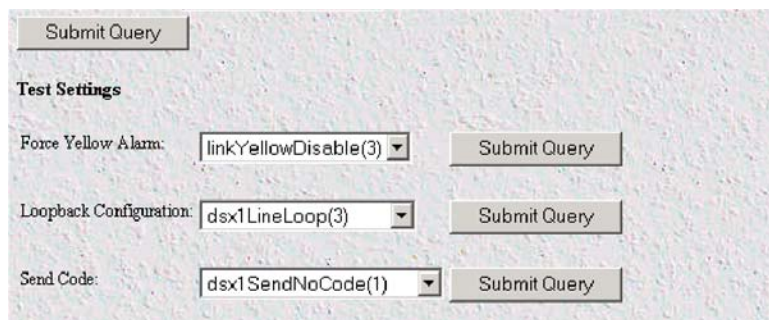 Submit Query
Test Settings
Force Yellow Alarm: linkYellowDisable(3) Submit Query
Loopback Configuration: dsx1LineLoop(3) Submit Query
Send Code: dsx1SendNoCode(1) Submit Query